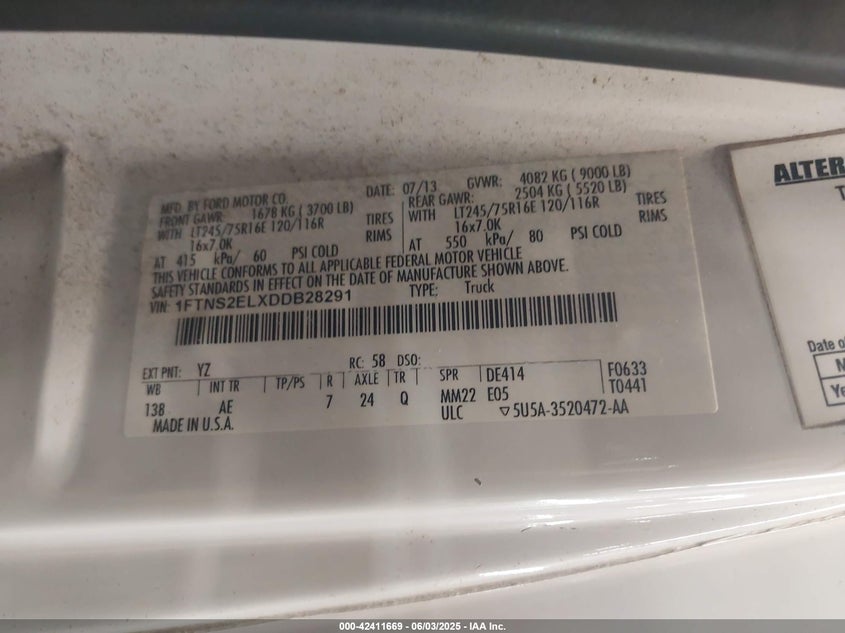 MFD. BY FORD MOTOR CO.
DATE: 07/13
GVWR: 4082 KG ( 9000 LB)
FRONT GAWR: 1678 KG ( 3700 LB)
REAR GAWR: 2504 KG ( 5520 LB)
WITH LT245/75R16E 120/116R TIRES
WITH LT245/75R16E 120/116R TIRES
16x7.0K RIMS
16x7.0K RIMS
AT 415 kPa/ 60 PSI COLD
AT 550 kPa/ 80 PSI COLD
THIS VEHICLE CONFORMS TO ALL APPLICABLE FEDERAL MOTOR VEHICLE
SAFETY STANDARDS IN EFFECT ON THE DATE OF MANUFACTURE SHOWN ABOVE.
VIN: 1FTNS2ELXDDB28291
TYPE: Truck
EXT PNT: YZ RC: 58 DSO:
WB INT TR TP/PS R AXLE TR SPR DE414 F0633
138 AE 7 24 Q MM22 E05 T0441
MADE IN U.S.A. ULC ▽5U5A-3520472-AA
ALTER
T
Date of
Ye
000-42411669 - 06/03/2025 - IAA Inc.